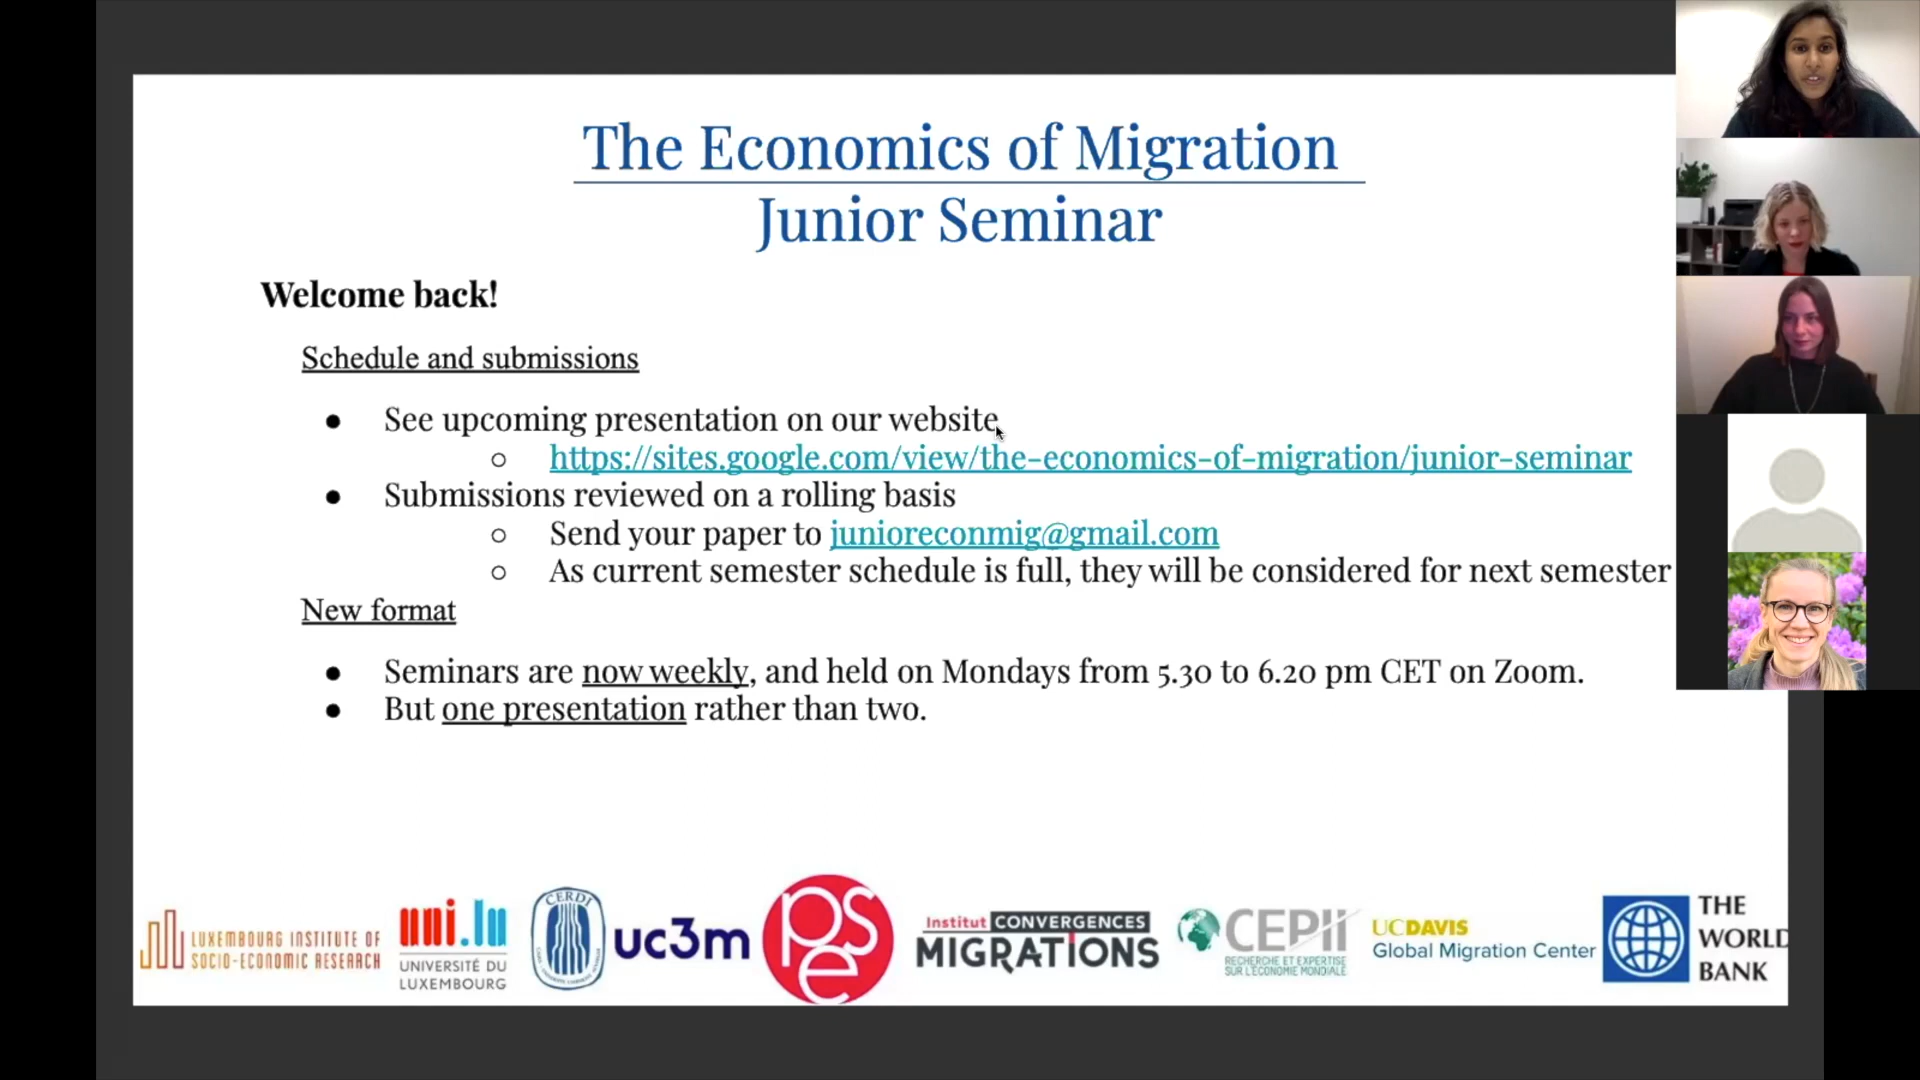 The Economics of Migration
Junior Seminar
Welcome back!
Schedule and submissions
● See upcoming presentation on our website
○ https://sites.google.com/view/the-economics-of-migration/junior-seminar
● Submissions reviewed on a rolling basis
○ Send your paper to junioreconmig@gmail.com
○ As current semester schedule is full, they will be considered for next semester
New format
● Seminars are now weekly, and held on Mondays from 5.30 to 6.20 pm CET on Zoom.
● But one presentation rather than two.
LUXEMBOURG INSTITUTE OF
SOCIO-ECONOMIC RESEARCH
uni.lu
UNIVERSITÉ DU
LUXEMBOURG
CERDI
uc3m
pse
Institut CONVERGENCES
MIGRATIONS
CEPII
RECHERCHE ET EXPERTISE
SUR L'ÉCONOMIE MONDIALE
UCDAVIS
Global Migration Center
THE
WORLD
BANK